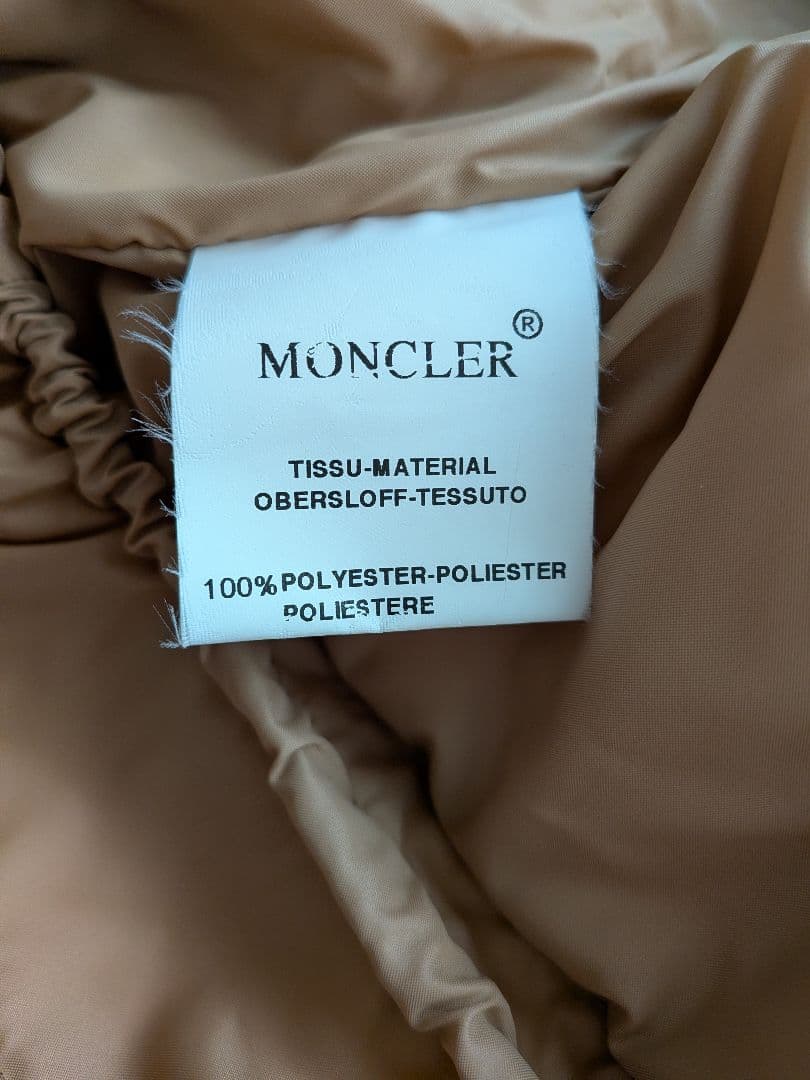 MONCLER®
TISSU-MATERIAL
OBERSLOFF-TESSUTO
100%POLYESTER-POLIESTER
POLIESTERE